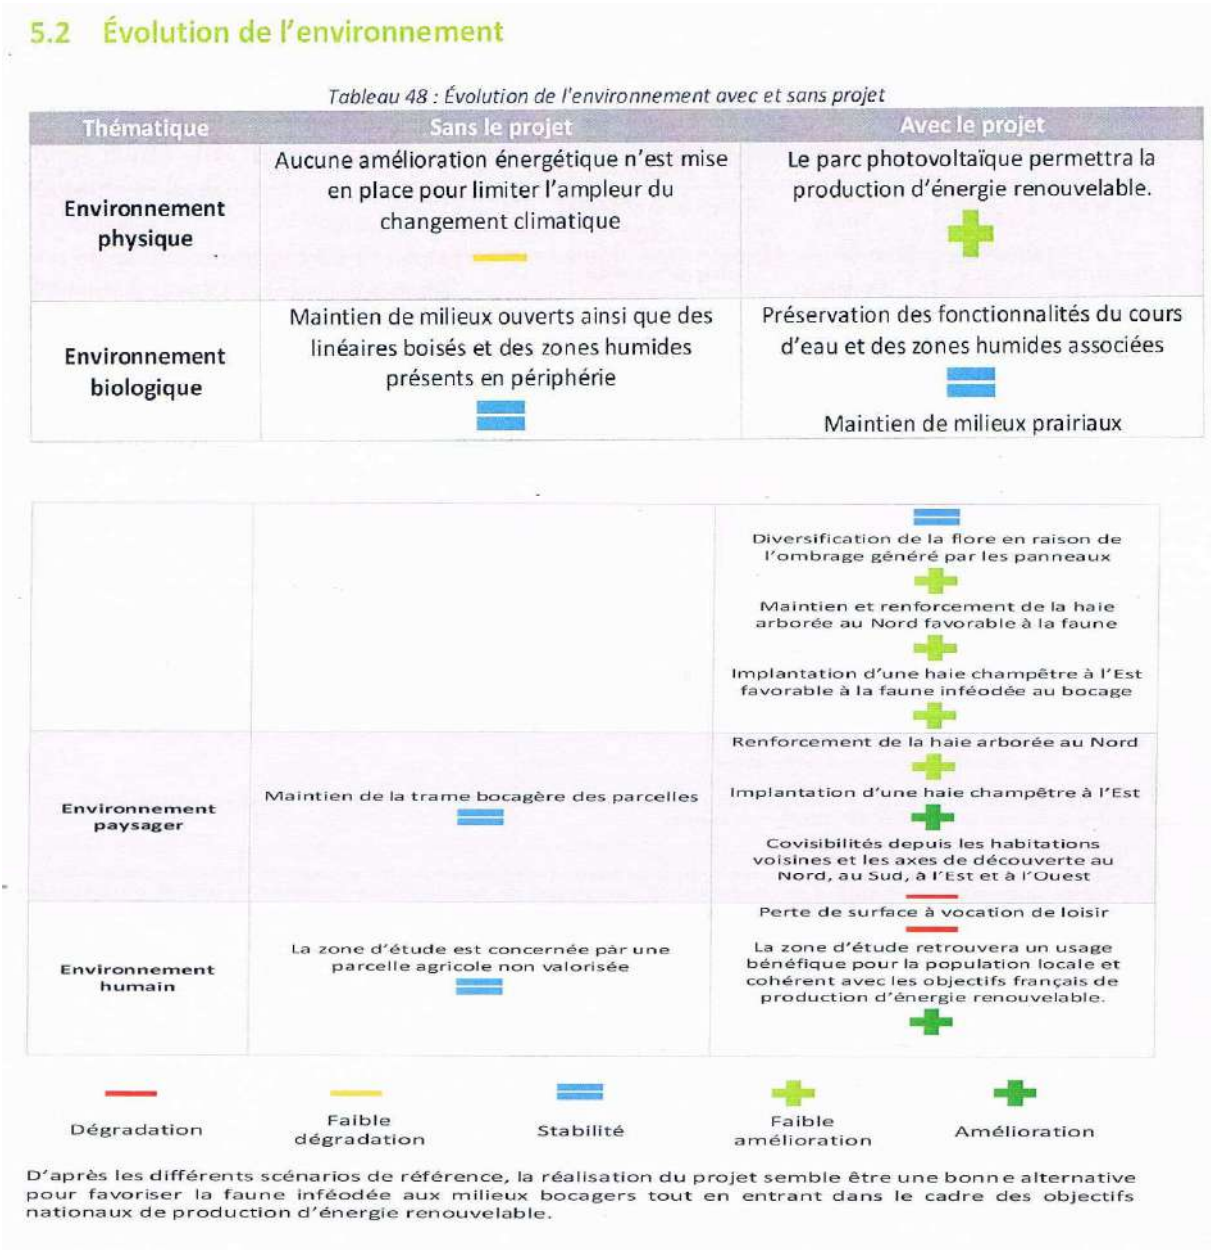 5.2 Évolution de l'environnement
Tableau 48 : Évolution de l'environnement avec et sans projet
Thématique
Sans le projet
Avec le projet
Environnement
physique
Aucune amélioration énergétique n'est mise
en place pour limiter l'ampleur du
changement climatique
Le parc photovoltaïque permettra la
production d'énergie renouvelable.
Environnement
biologique
Maintien de milieux ouverts ainsi que des
linéaires boisés et des zones humides
présents en périphérie
Préservation des fonctionnalités du cours
d'eau et des zones humides associées
Maintien de milieux prairiaux
Diversification de la flore en raison de
l'ombrage généré par les panneaux
Maintien et renforcement de la haie
arborée au Nord favorable à la faune
Implantation d'une haie champêtre à l'Est
favorable à la faune inféodée au bocage
Environnement
paysager
Maintien de la trame bocagère des parcelles
Renforcement de la haie arborée au Nord
Implantation d'une haie champêtre à l'Est
Covisibilités depuis les habitations
voisines et les axes de découverte au
Nord, au Sud, à l'Est et à l'Ouest
Environnement
humain
La zone d'étude est concernée par une
parcelle agricole non valorisée
Perte de surface à vocation de loisir
La zone d'étude retrouvera un usage
bénéfique pour la population locale et
cohérent avec les objectifs français de
production d'énergie renouvelable.
Dégradation
Faible
dégradation
Stabilité
Faible
amélioration
Amélioration
D'après les différents scénarios de référence, la réalisation du projet semble être une bonne alternative
pour favoriser la faune inféodée aux milieux bocagers tout en entrant dans le cadre des objectifs
nationaux de production d'énergie renouvelable.